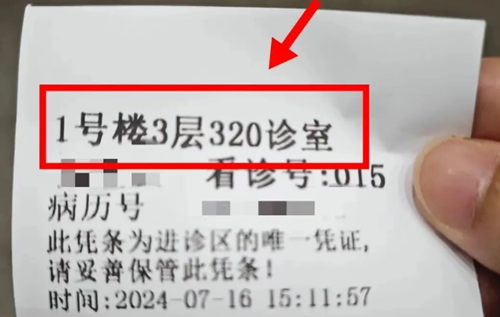 1号楼3层320诊室
看诊号:015
病历号
此凭条为进诊区的唯一凭证,
请妥善保管此凭条!
时间:2024-07-16 15:11:57